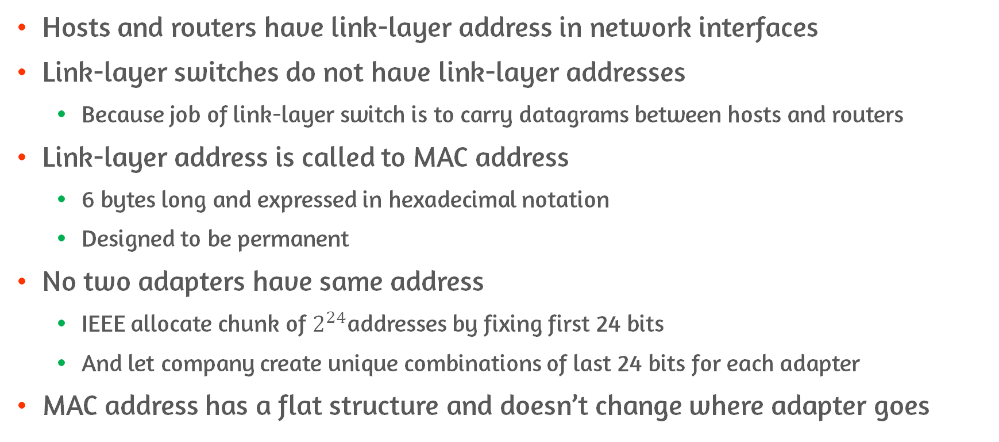 • Hosts and routers have link-layer address in network interfaces
• Link-layer switches do not have link-layer addresses
• Because job of link-layer switch is to carry datagrams between hosts and routers
• Link-layer address is called to MAC address
• 6 bytes long and expressed in hexadecimal notation
• Designed to be permanent
• No two adapters have same address
• IEEE allocate chunk of 2²⁴addresses by fixing first 24 bits
• And let company create unique combinations of last 24 bits for each adapter
• MAC address has a flat structure and doesn’t change where adapter goes